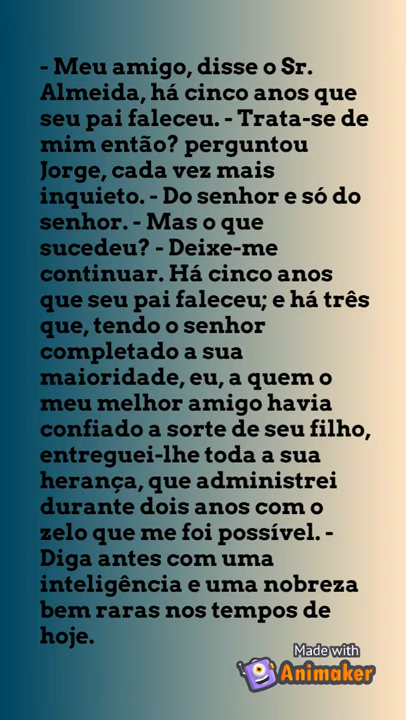 - Meu amigo, disse o Sr.
Almeida, há cinco anos que
seu pai faleceu. - Trata-se de
mim então? perguntou
Jorge, cada vez mais
inquieto. - Do senhor e só do
senhor. - Mas o que
sucedeu? - Deixe-me
continuar. Há cinco anos
que seu pai faleceu; e há três
que, tendo o senhor
completado a sua
maioridade, eu, a quem o
meu melhor amigo havia
confiado a sorte de seu filho,
entreguei-lhe toda a sua
herança, que administrei
durante dois anos com o
zelo que me foi possível. -
Diga antes com uma
inteligência e uma nobreza
bem raras nos tempos de
hoje.
Made with
Animaker